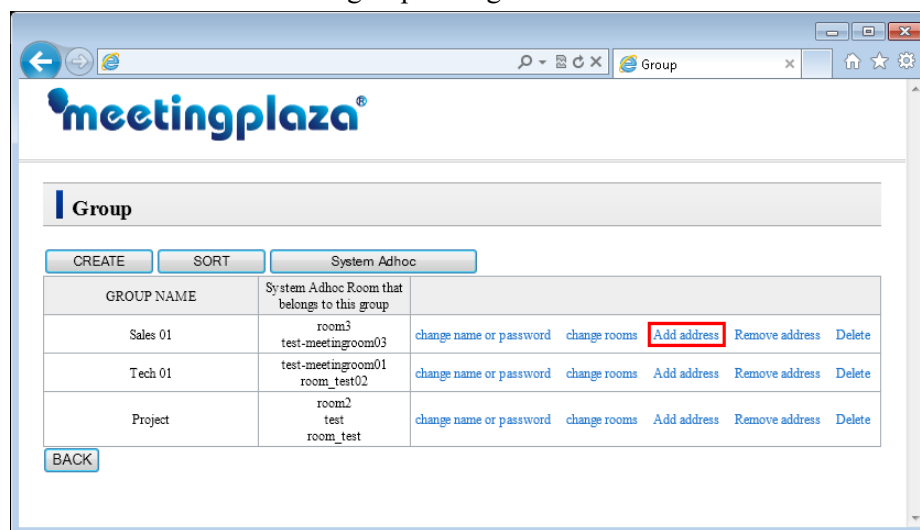 Group
meetingplaza®
Group
CREATE SORT System Adhoc
GROUP NAME
System Adhoc Room that
belongs to this group
Sales 01
room3
test-meetingroom03
change name or password change rooms Add address Remove address Delete
Tech 01
test-meetingroom01
room_test02
change name or password change rooms Add address Remove address Delete
Project
room2
test
room_test
change name or password change rooms Add address Remove address Delete
BACK